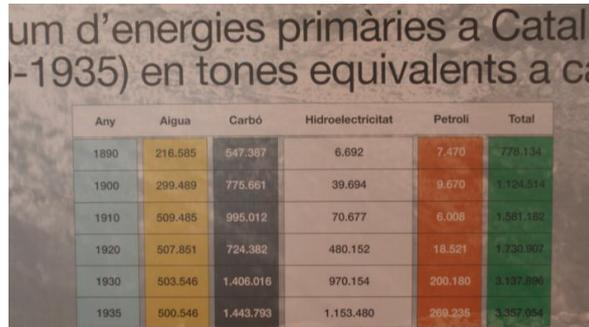 um d'energies primàries a Catal
-1935) en tones equivalents a ca
Any Aigua Carbó Hidroelectricitat Petroli Total
1890 216.585 547.387 6.692 7.470 778.134
1900 299.489 775.661 39.694 9.670 1.124.514
1910 509.485 995.012 70.677 6.008 1.581.182
1920 507.851 724.382 480.152 18.521 1.730.907
1930 503.546 1.406.016 970.154 200.180 3.137.896
1935 500.546 1.443.793 1.153.480 269.235 3.357.054